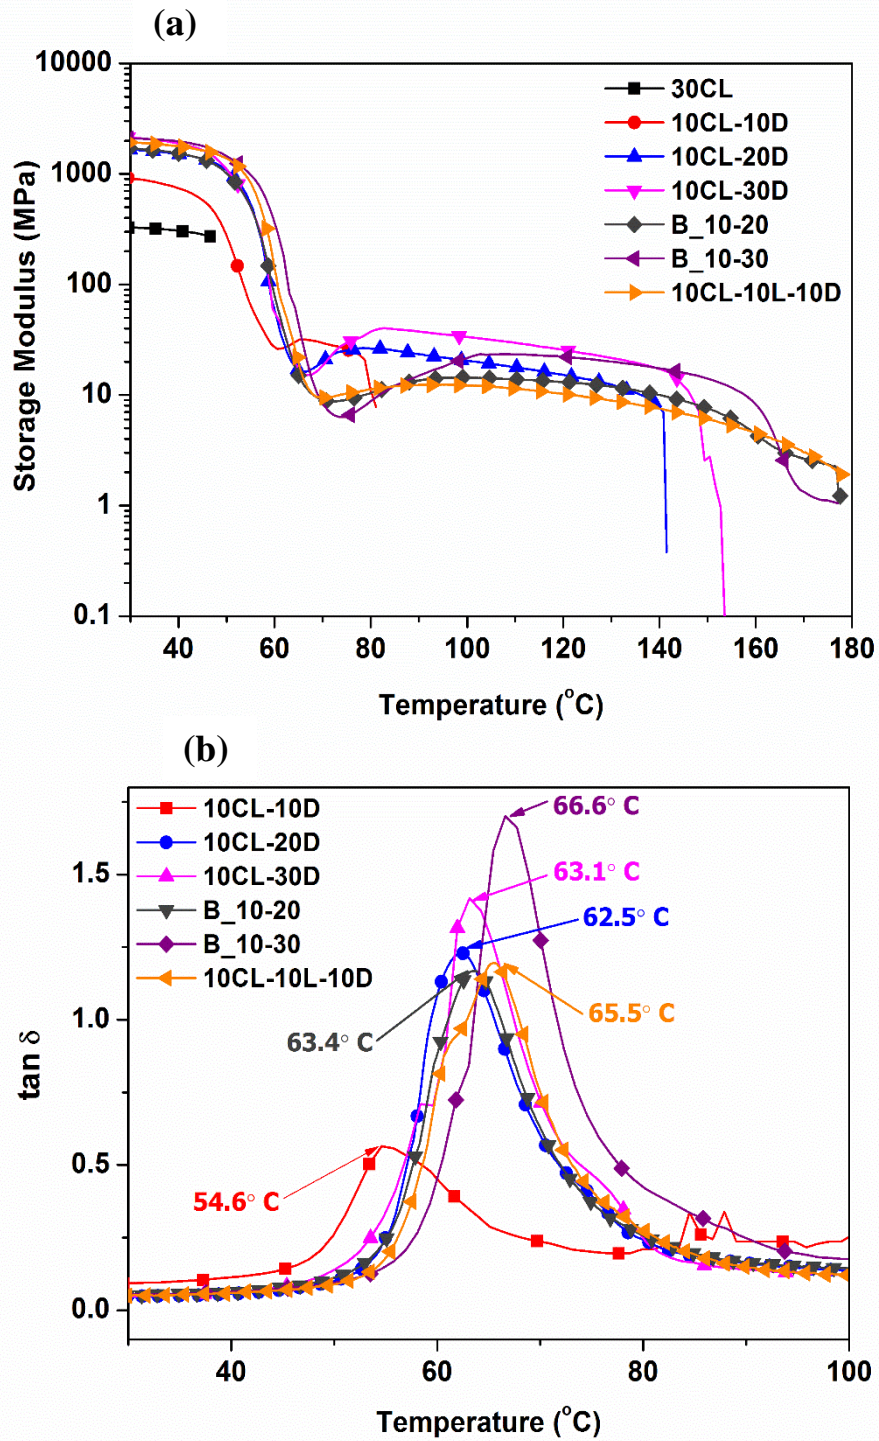 (a)
10000
1000
100
10
1
0.1
Storage Modulus (MPa)
30CL
10CL-10D
10CL-20D
10CL-30D
B_10-20
B_10-30
10CL-10L-10D
40 60 80 100 120 140 160 180
Temperature (°C)
(b)
1.5
1.0
0.5
0.0
tan δ
10CL-10D
10CL-20D
10CL-30D
B_10-20
B_10-30
10CL-10L-10D
66.6° C
63.1° C
62.5° C
65.5° C
63.4° C
54.6° C
40 60 80 100
Temperature (°C)